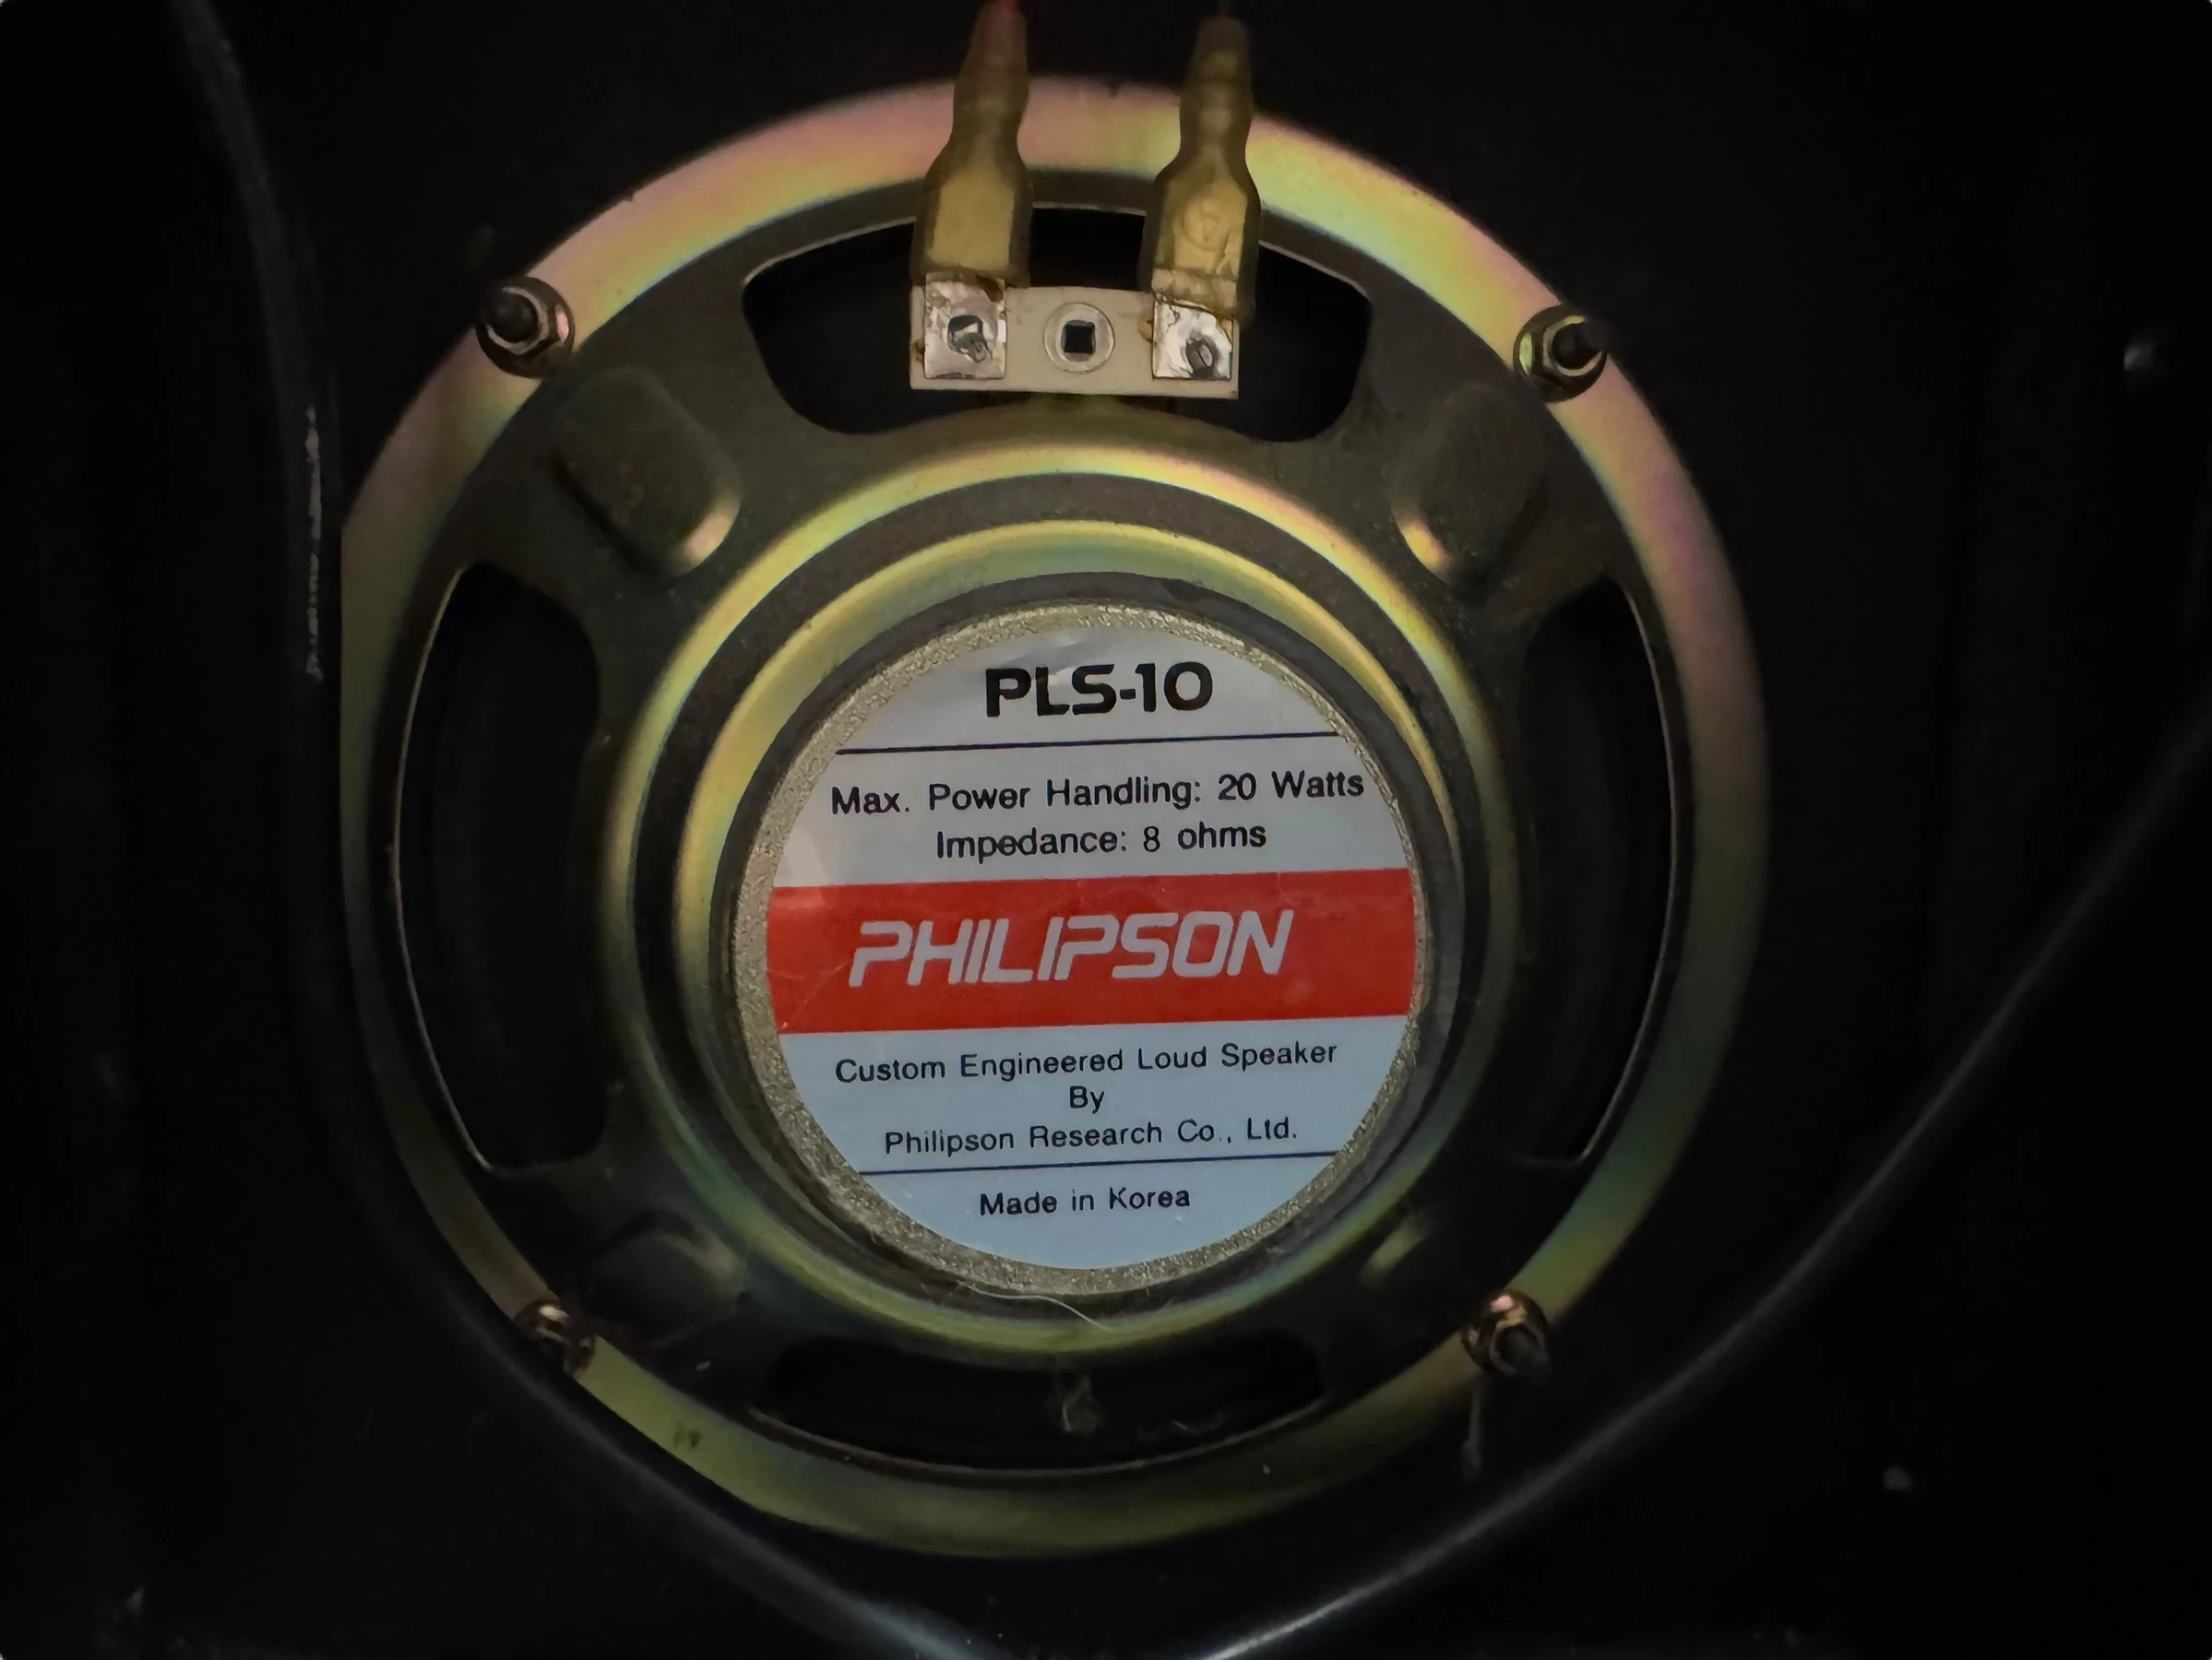 PLS-10
Max. Power Handling: 20 Watts
Impedance: 8 ohms
PHILIPSON
Custom Engineered Loud Speaker
By
Philipson Research Co., Ltd.
Made in Korea